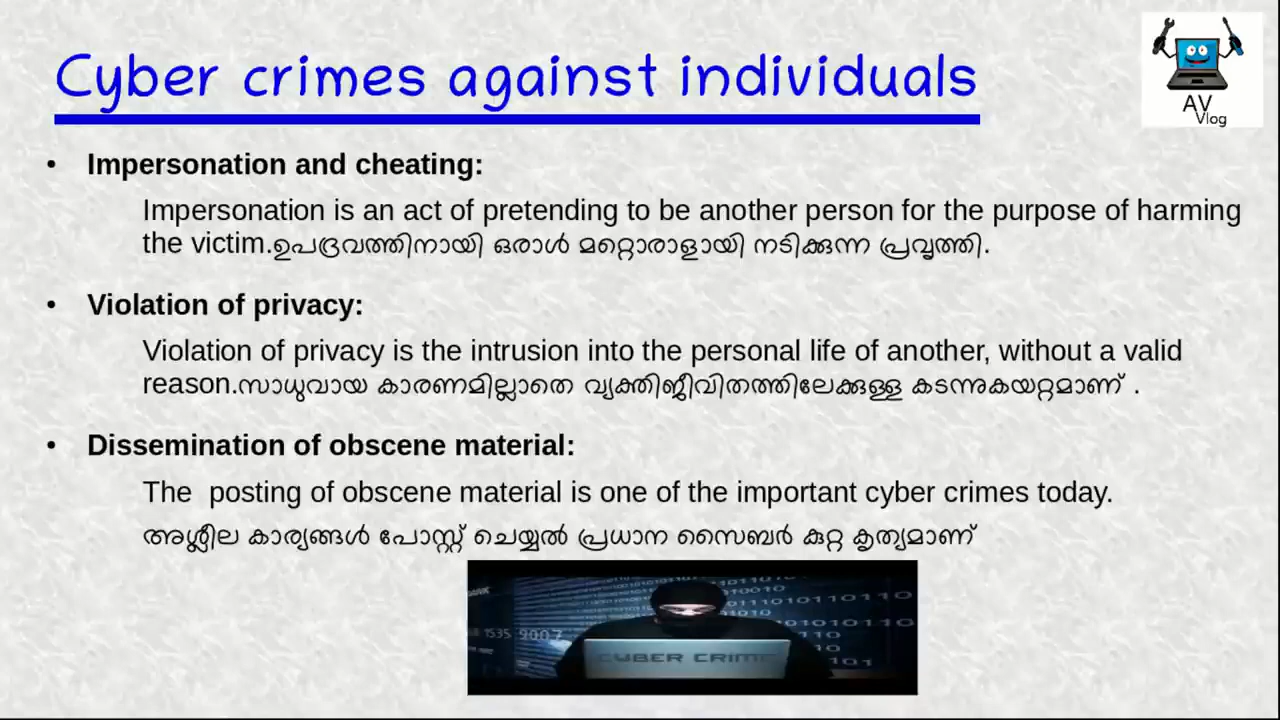 Cyber crimes against individuals
AV
Vlog
• Impersonation and cheating:
Impersonation is an act of pretending to be another person for the purpose of harming
the victim.ഉപദ്രവത്തിനായി ഒരാൾ മറ്റൊരാളായി നടിക്കുന്ന പ്രവൃത്തി.
• Violation of privacy:
Violation of privacy is the intrusion into the personal life of another, without a valid
reason.സാധുവായ കാരണമില്ലാതെ വ്യക്തിജീവിതത്തിലേക്കുള്ള കടന്നുകയറ്റമാണ് .
• Dissemination of obscene material:
The  posting of obscene material is one of the important cyber crimes today.
അശ്ലീല കാര്യങ്ങൾ പോസ്റ്റ് ചെയ്യൽ പ്രധാന സൈബർ കുറ്റ കൃത്യമാണ്
1535 9007
CYBER CRIME